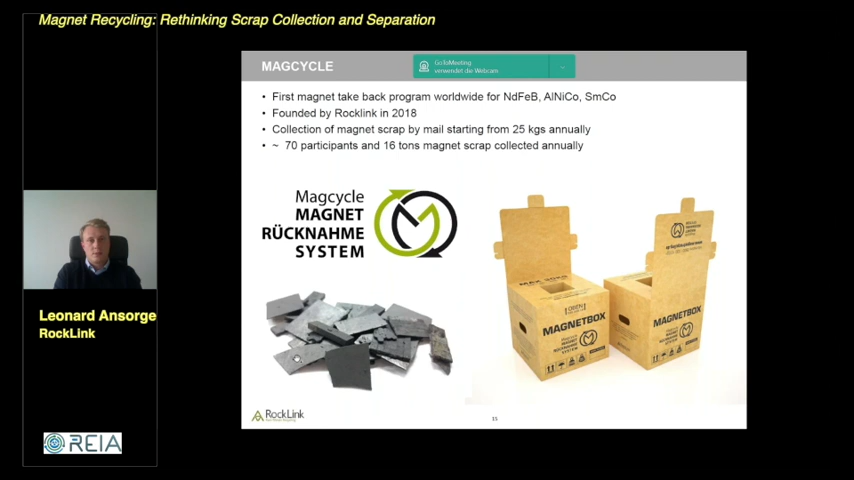 Magnet Recycling: Rethinking Scrap Collection and Separation
MAGCYCLE
GoToMeeting
verwendet die Webcam
• First magnet take back program worldwide for NdFeB, AlNiCo, SmCo
• Founded by Rocklink in 2018
• Collection of magnet scrap by mail starting from 25 kgs annually
• ~ 70 participants and 16 tons magnet scrap collected annually
Magcycle
MAGNET
RÜCKNAHME
SYSTEM
MAGNETBOX
MAGNETBOX
Leonard Ansorge
RockLink
ROCKLINK
15
REIA